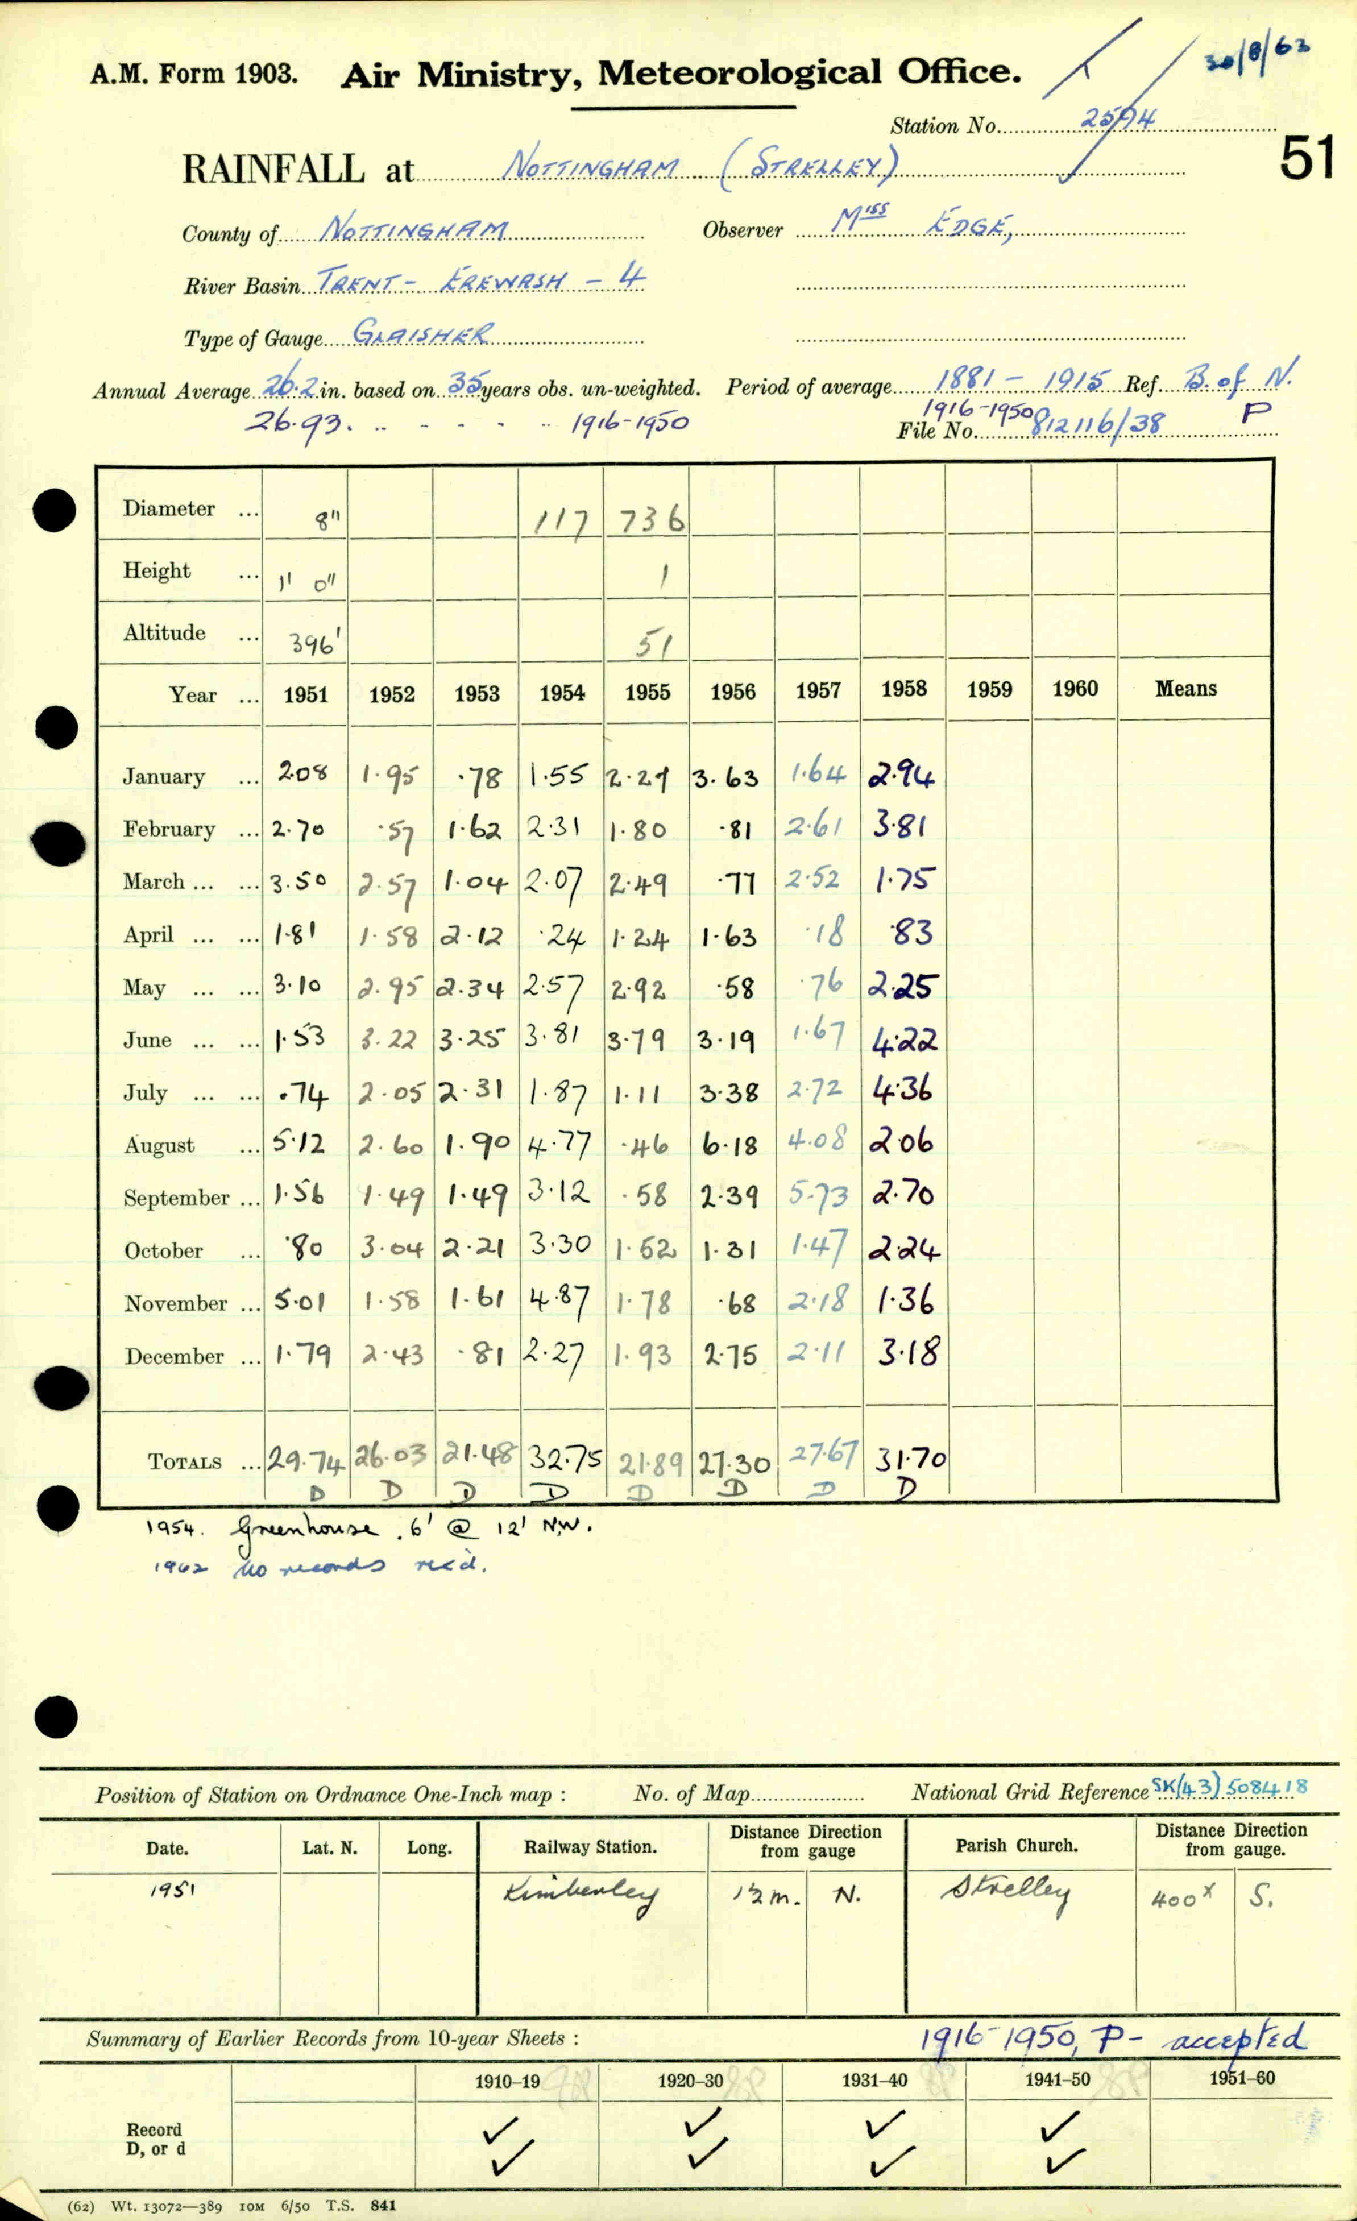 A.M. Form 1903. Air Ministry, Meteorological Office. 30/8/63
Station No. 2594
51
RAINFALL at NOTTINGHAM (STRELLEY)
County of NOTTINGHAM Observer Miss EDGE,
River Basin TRENT - EREWASH - 4
Type of Gauge GLAISHER
Annual Average 26.2 in. based on 35 years obs. un-weighted. Period of average 1881 - 1915 Ref. B. of N.
26.93. .. - - - .. 1916-1950 1916-1950 P
File No. 812116/38
Diameter ... 8" 117 736
Height ... 1' 0" 1
Altitude ... 396' 51
Year ... 1951 1952 1953 1954 1955 1956 1957 1958 1959 1960 Means
January ... 2.08 1.95 .78 1.55 2.27 3.63 1.64 2.94
February ... 2.70 .57 1.62 2.31 1.80 .81 2.61 3.81
March ... ... 3.50 2.57 1.04 2.07 2.49 .77 2.52 1.75
April ... ... 1.81 1.58 2.12 .24 1.24 1.63 .18 .83
May ... ... 3.10 2.95 2.34 2.57 2.92 .58 .76 2.25
June ... ... 1.53 3.22 3.25 3.81 3.79 3.19 1.67 4.22
July ... ... .74 2.05 2.31 1.87 1.11 3.38 2.72 4.36
August ... 5.12 2.60 1.90 4.77 .46 6.18 4.08 2.06
September ... 1.56 1.49 1.49 3.12 .58 2.39 5.73 2.70
October ... .80 3.04 2.21 3.30 1.52 1.31 1.47 2.24
November ... 5.01 1.58 1.61 4.87 1.78 .68 2.18 1.36
December ... 1.79 2.43 .81 2.27 1.93 2.75 2.11 3.18
TOTALS ... 29.74 26.03 21.48 32.75 21.89 27.30 27.67 31.70
D D D D D D D D
1954. Greenhouse. 6' @ 12' NW.
1962 No records rec'd.
Position of Station on Ordnance One-Inch map : No. of Map National Grid Reference SK(43)508418
Date. Lat. N. Long. Railway Station. Distance Direction from gauge Parish Church. Distance Direction from gauge.
1951 Kimberley 1½ m. N. Strelley 400x S.
Summary of Earlier Records from 10-year Sheets : 1916-1950, P - accepted
1910–19 1920–30 1931–40 1941–50 1951–60
Record ✓ ✓ ✓ ✓
D, or d ✓ ✓ ✓ ✓
(62) Wt. 13072—389 10M 6/50 T.S. 841